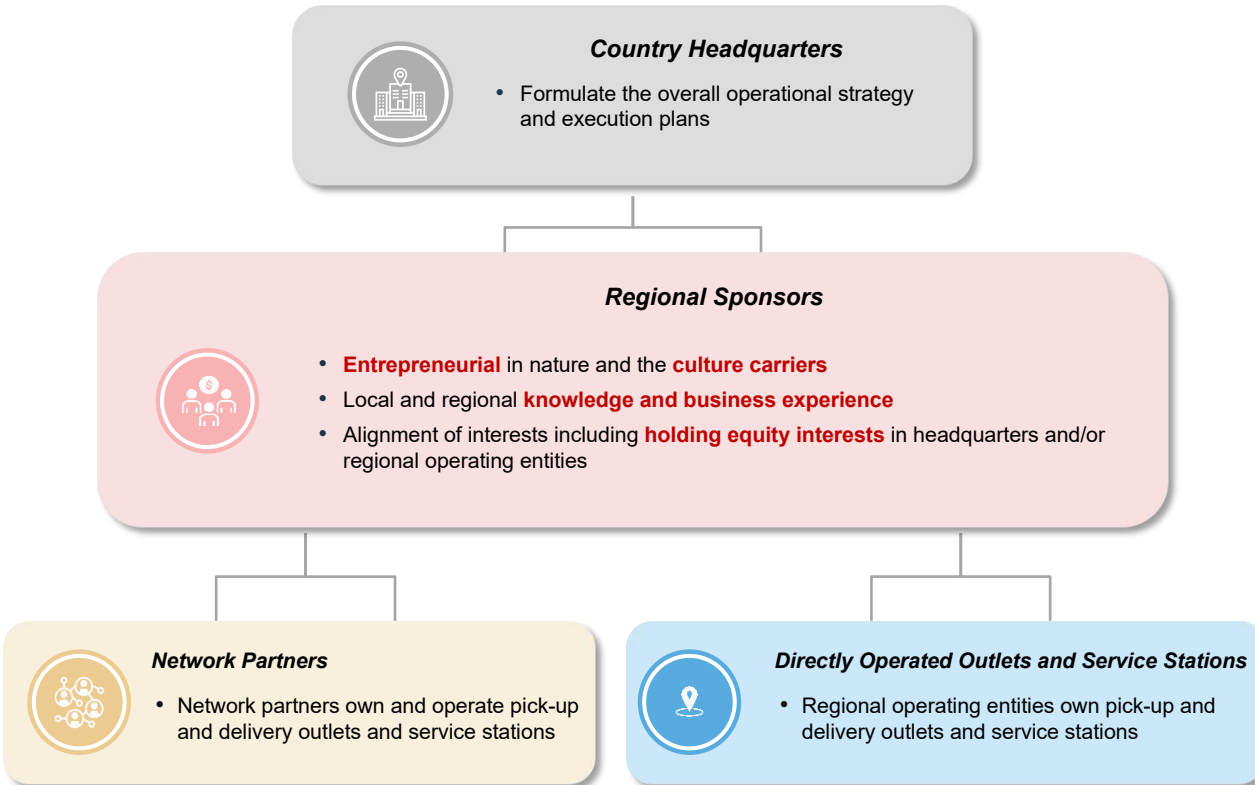 Country Headquarters
• Formulate the overall operational strategy
and execution plans
Regional Sponsors
• Entrepreneurial in nature and the culture carriers
• Local and regional knowledge and business experience
• Alignment of interests including holding equity interests in headquarters and/or
regional operating entities
Network Partners
• Network partners own and operate pick-up
and delivery outlets and service stations
Directly Operated Outlets and Service Stations
• Regional operating entities own pick-up and
delivery outlets and service stations